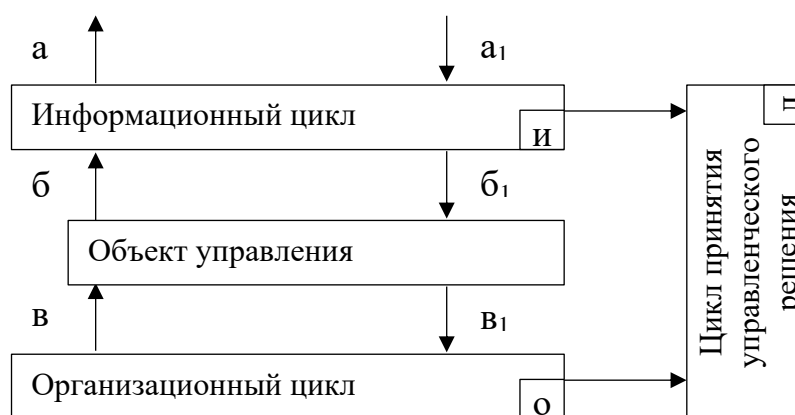 а
а₁
Информационный цикл
и
б
б₁
Объект управления
в
в₁
Организационный цикл
о
Цикл принятия
управленческого
решения